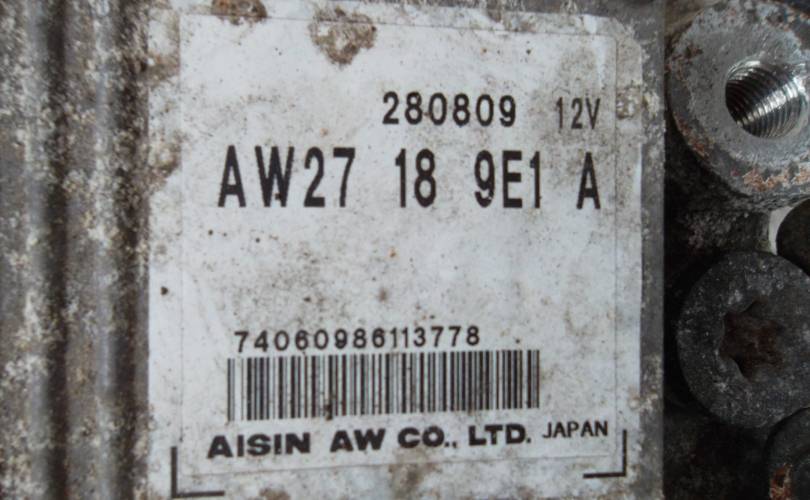 280809 12V
AW27 18 9E1 A
74060986113778
AISIN AW CO., LTD. JAPAN